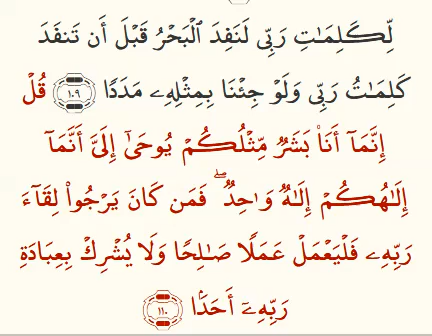 لِّكَلِمَـٰتِ رَبِّى لَنَفِدَ ٱلْبَحْرُ قَبْلَ أَن تَنفَدَ
كَلِمَـٰتُ رَبِّى وَلَوْ جِئْنَا بِمِثْلِهِۦ مَدَدًا ١٠٩ قُلْ
إِنَّمَآ أَنَا۠ بَشَرٌ مِّثْلُكُمْ يُوحَىٰٓ إِلَىَّ أَنَّمَآ
إِلَـٰهُكُمْ إِلَـٰهٌ وَٰحِدٌ ۖ فَمَن كَانَ يَرْجُوا۟ لِقَآءَ
رَبِّهِۦ فَلْيَعْمَلْ عَمَلًا صَـٰلِحًا وَلَا يُشْرِكْ بِعِبَادَةِ
رَبِّهِۦٓ أَحَدًۢا ١١٠